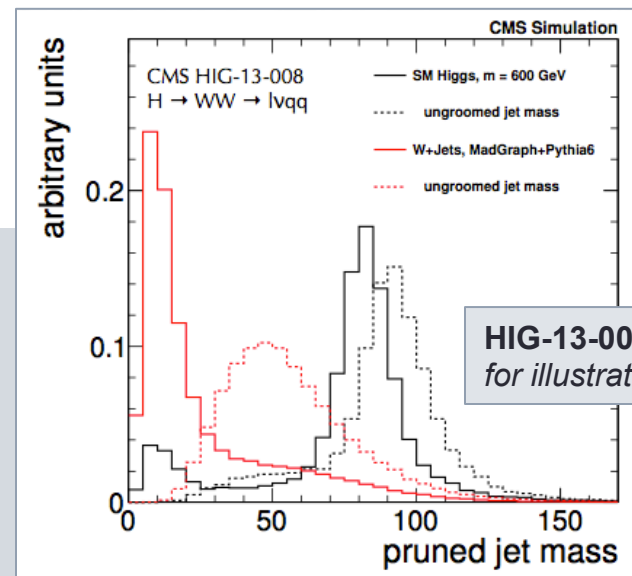 CMS Simulation
CMS HIG-13-008
H → WW → lνqq
SM Higgs, m = 600 GeV
ungroomed jet mass
W+Jets, MadGraph+Pythia6
ungroomed jet mass
arbitrary units
0.2
0.1
0
0 50 100 150
pruned jet mass
HIG-13-00
for illustrat